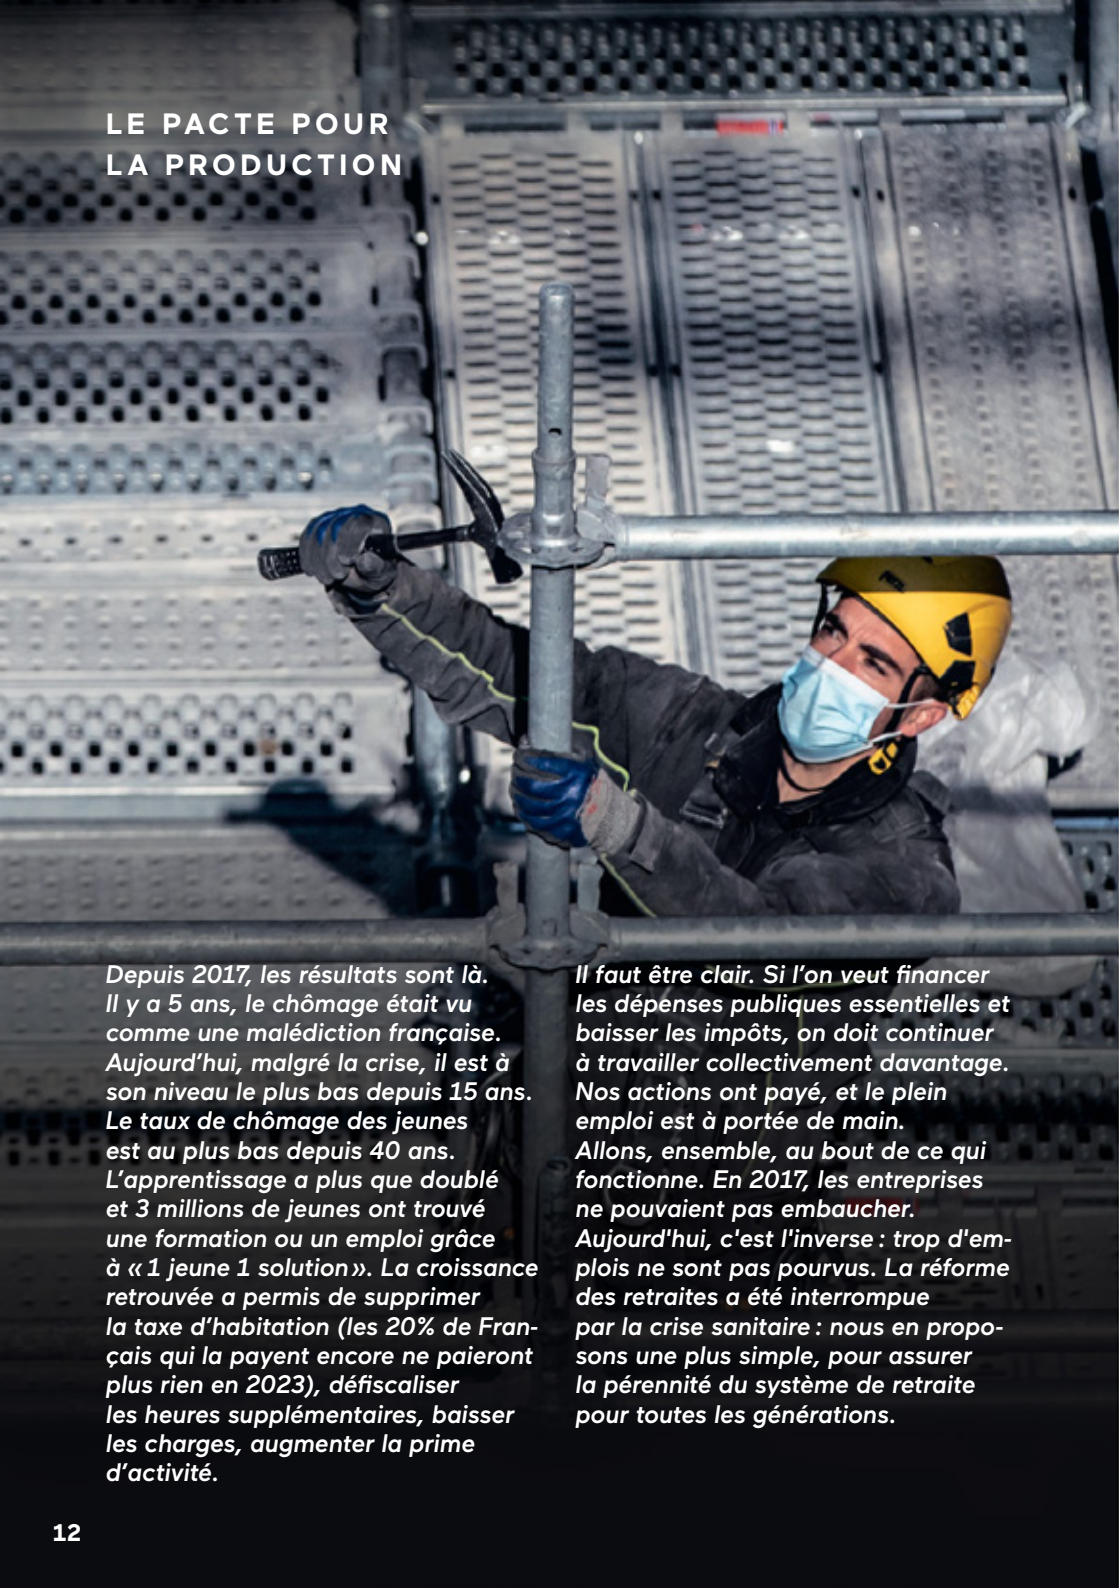 LE PACTE POUR
LA PRODUCTION
Depuis 2017, les résultats sont là.
Il y a 5 ans, le chômage était vu
comme une malédiction française.
Aujourd’hui, malgré la crise, il est à
son niveau le plus bas depuis 15 ans.
Le taux de chômage des jeunes
est au plus bas depuis 40 ans.
L’apprentissage a plus que doublé
et 3 millions de jeunes ont trouvé
une formation ou un emploi grâce
à « 1 jeune 1 solution ». La croissance
retrouvée a permis de supprimer
la taxe d’habitation (les 20% de Fran-
çais qui la payent encore ne paieront
plus rien en 2023), défiscaliser
les heures supplémentaires, baisser
les charges, augmenter la prime
d’activité.
Il faut être clair. Si l’on veut financer
les dépenses publiques essentielles et
baisser les impôts, on doit continuer
à travailler collectivement davantage.
Nos actions ont payé, et le plein
emploi est à portée de main.
Allons, ensemble, au bout de ce qui
fonctionne. En 2017, les entreprises
ne pouvaient pas embaucher.
Aujourd'hui, c'est l'inverse : trop d'em-
plois ne sont pas pourvus. La réforme
des retraites a été interrompue
par la crise sanitaire : nous en propo-
sons une plus simple, pour assurer
la pérennité du système de retraite
pour toutes les générations.
12